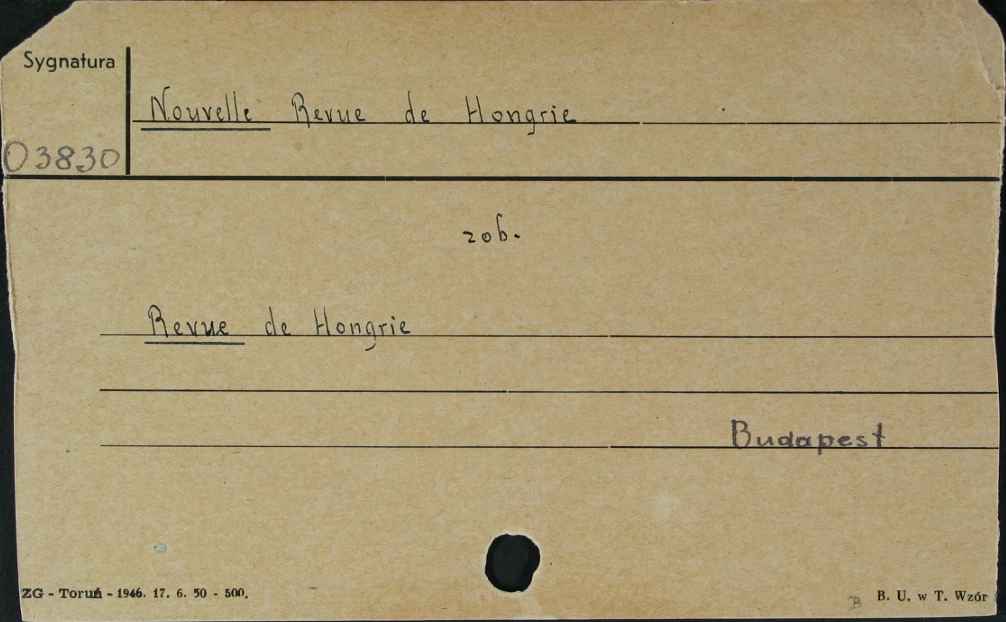 Sygnatura
Nouvelle Revue de Hongrie
03830
zob.
Revue de Hongrie
Budapest
ZG - Toruń - 1946. 17. 6. 50 - 500.
B
B. U. w T. Wzór